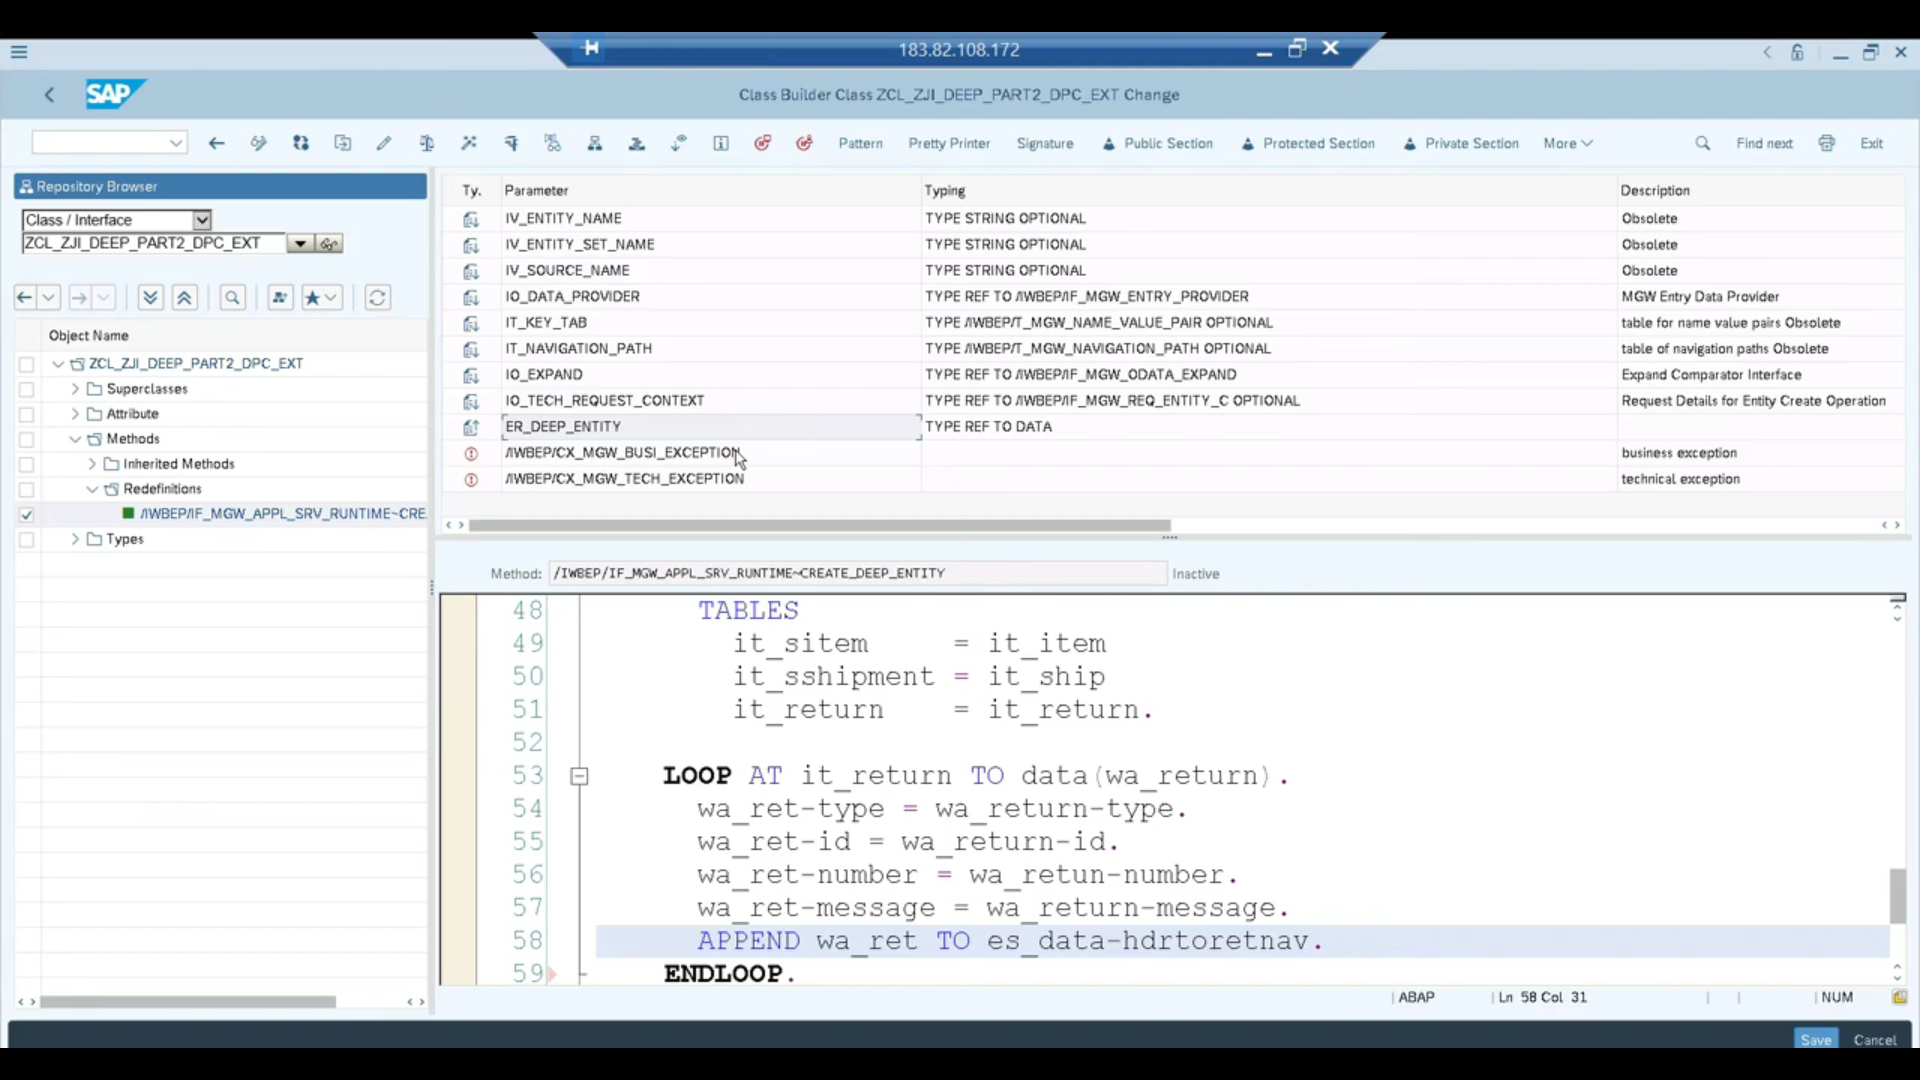 183.82.108.172
SAP
Class Builder Class ZCL_ZJI_DEEP_PART2_DPC_EXT Change
Pattern
Pretty Printer
Signature
Public Section
Protected Section
Private Section
More
Find next
Exit
Repository Browser
Class / Interface
ZCL_ZJI_DEEP_PART2_DPC_EXT
Object Name
ZCL_ZJI_DEEP_PART2_DPC_EXT
Superclasses
Attribute
Methods
Inherited Methods
Redefinitions
/IWBEP/IF_MGW_APPL_SRV_RUNTIME~CRE
Types
Ty. Parameter Typing Description
IV_ENTITY_NAME TYPE STRING OPTIONAL Obsolete
IV_ENTITY_SET_NAME TYPE STRING OPTIONAL Obsolete
IV_SOURCE_NAME TYPE STRING OPTIONAL Obsolete
IO_DATA_PROVIDER TYPE REF TO /IWBEP/IF_MGW_ENTRY_PROVIDER MGW Entry Data Provider
IT_KEY_TAB TYPE /IWBEP/T_MGW_NAME_VALUE_PAIR OPTIONAL table for name value pairs Obsolete
IT_NAVIGATION_PATH TYPE /IWBEP/T_MGW_NAVIGATION_PATH OPTIONAL table of navigation paths Obsolete
IO_EXPAND TYPE REF TO /IWBEP/IF_MGW_ODATA_EXPAND Expand Comparator Interface
IO_TECH_REQUEST_CONTEXT TYPE REF TO /IWBEP/IF_MGW_REQ_ENTITY_C OPTIONAL Request Details for Entity Create Operation
ER_DEEP_ENTITY TYPE REF TO DATA
/IWBEP/CX_MGW_BUSI_EXCEPTION business exception
/IWBEP/CX_MGW_TECH_EXCEPTION technical exception
Method: /IWBEP/IF_MGW_APPL_SRV_RUNTIME~CREATE_DEEP_ENTITY Inactive
48 TABLES
49 it_sitem = it_item
50 it_sshipment = it_ship
51 it_return = it_return.
52
53 LOOP AT it_return TO data(wa_return).
54 wa_ret-type = wa_return-type.
55 wa_ret-id = wa_return-id.
56 wa_ret-number = wa_retun-number.
57 wa_ret-message = wa_return-message.
58 APPEND wa_ret TO es_data-hdrtoretnav.
59 ENDLOOP.
ABAP Ln 58 Col 31 NUM
Save Cancel